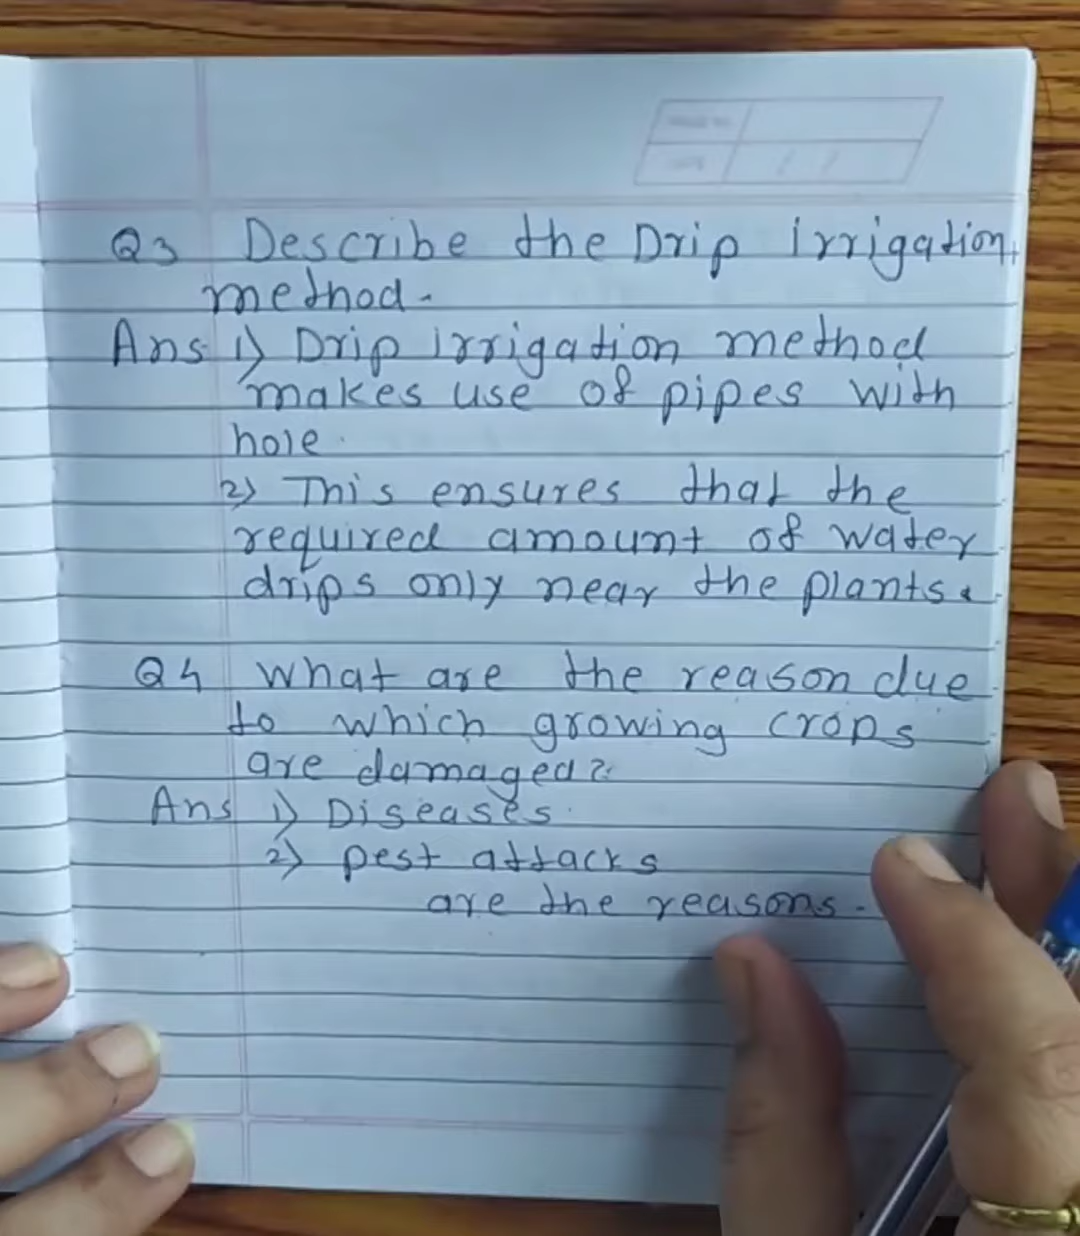 Q3 Describe the Drip irrigation
method.
Ans 1) Drip irrigation method
makes use of pipes with
hole.
2) This ensures that the
required amount of water
drips only near the plants.
Q4 What are the reason due
to which growing crops
are damaged?
Ans 1) Diseases.
2) pest attacks
are the reasons.